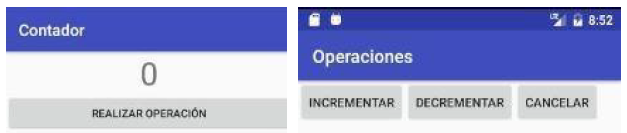 Contador
0
REALIZAR OPERACIÓN
8:52
Operaciones
INCREMENTAR DECREMENTAR CANCELAR